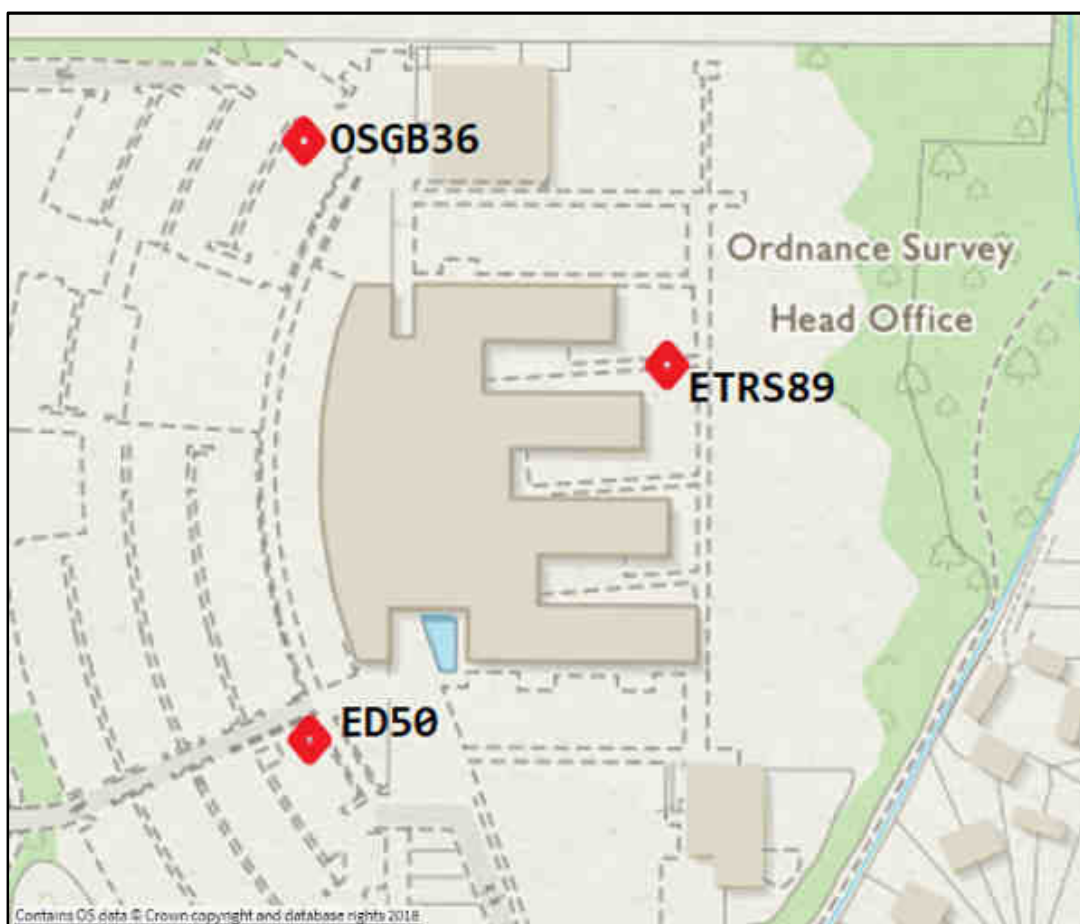 OSGB36
Ordnance Survey
Head Office
ETRS89
ED50
Contains OS data © Crown copyright and database rights 2018